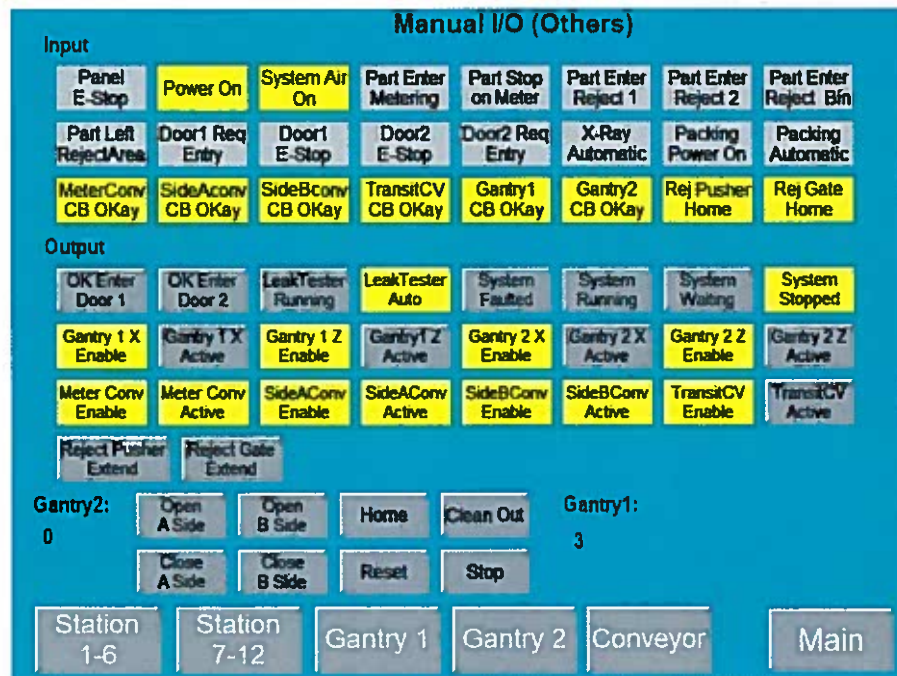 Manual I/O (Others)
Input
Panel E-Stop
Power On
System Air On
Part Enter Metering
Part Stop on Meter
Part Enter Reject 1
Part Enter Reject 2
Part Enter Reject Bin
Part Left RejectArea
Door1 Req Entry
Door1 E-Stop
Door2 E-Stop
Door2 Req Entry
X-Ray Automatic
Packing Power On
Packing Automatic
MeterConv CB OKay
SideAconv CB OKay
SideBconv CB OKay
TransitCV CB OKay
Gantry1 CB OKay
Gantry2 CB OKay
Rej Pusher Home
Rej Gate Home
Output
OK Enter Door 1
OK Enter Door 2
LeakTester Running
LeakTester Auto
System Faulted
System Running
System Waiting
System Stopped
Gantry 1 X Enable
Gantry 1 X Active
Gantry 1 Z Enable
Gantry1 Z Active
Gantry 2 X Enable
Gantry 2 X Active
Gantry 2 Z Enable
Gantry 2 Z Active
Meter Conv Enable
Meter Conv Active
SideAConv Enable
SideAConv Active
SideBConv Enable
SideBConv Active
TransitCV Enable
TransitCV Active
Reject Pusher Extend
Reject Gate Extend
Gantry2:
0
Open A Side
Open B Side
Home
Clean Out
Gantry1:
3
Close A Side
Close B Side
Reset
Stop
Station 1-6
Station 7-12
Gantry 1
Gantry 2
Conveyor
Main